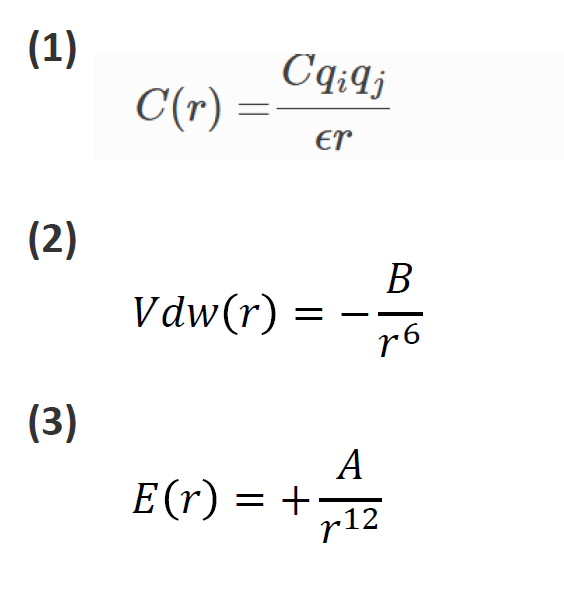 (1)
C(r) = Cqᵢqⱼ / ϵr
(2)
Vdw(r) = − B / r⁶
(3)
E(r) = + A / r¹²